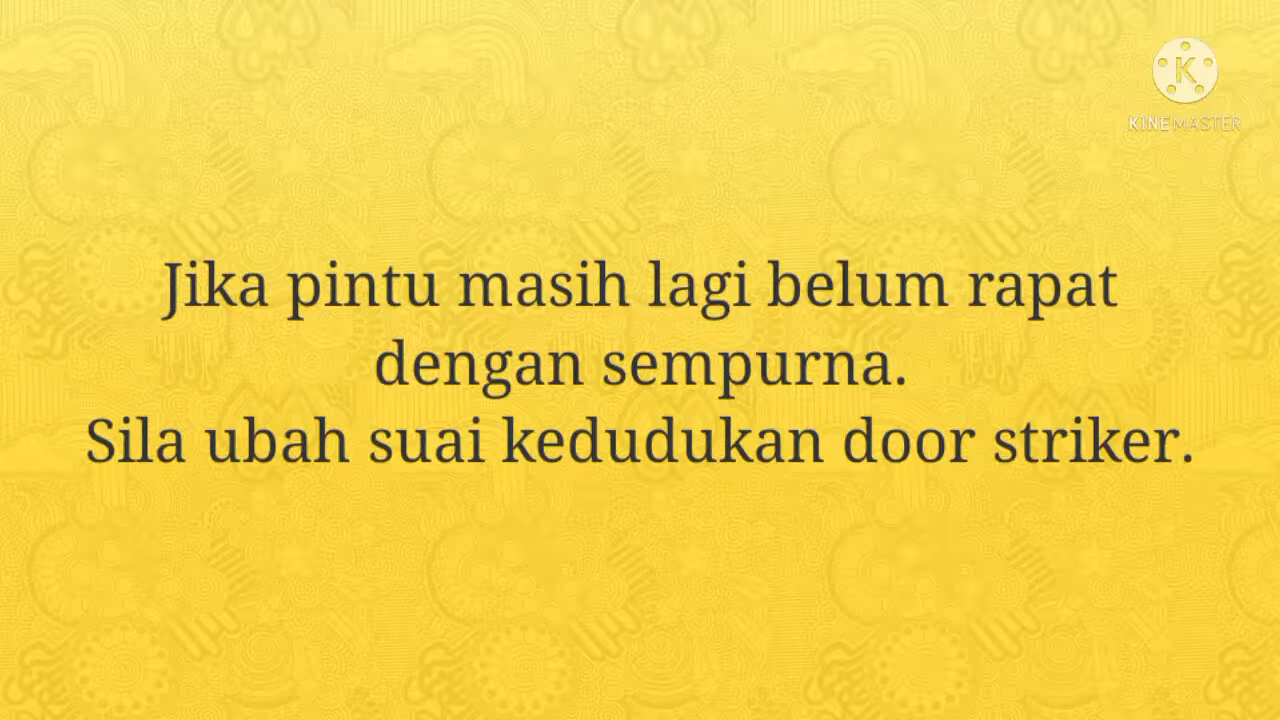 K
KINEMASTER
Jika pintu masih lagi belum rapat
dengan sempurna.
Sila ubah suai kedudukan door striker.